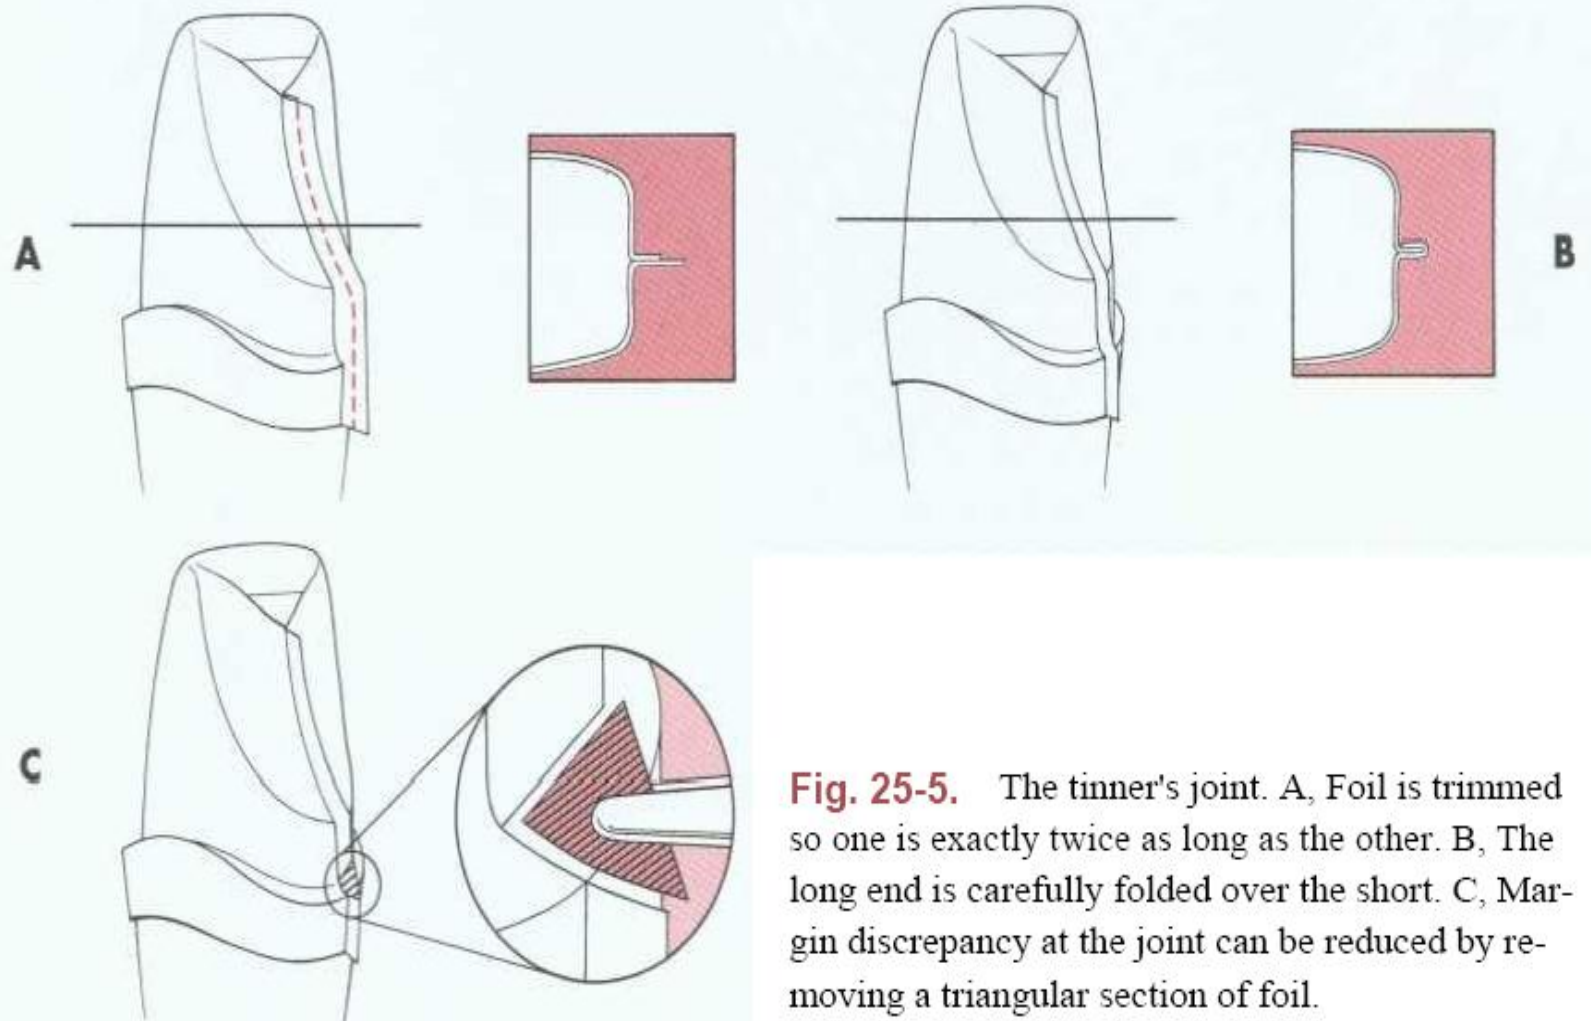 A
B
C
Fig. 25-5. The tinner's joint. A, Foil is trimmed
so one is exactly twice as long as the other. B, The
long end is carefully folded over the short. C, Mar-
gin discrepancy at the joint can be reduced by re-
moving a triangular section of foil.